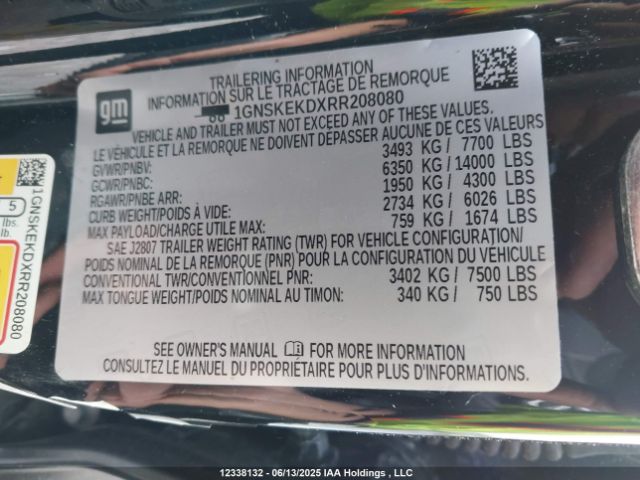 TRAILERING INFORMATION
INFORMATION SUR LE TRACTAGE DE REMORQUE
gm
1GNSKEKDXRR208080
VEHICLE AND TRAILER MUST NOT EXCEED ANY OF THESE VALUES.
LE VÉHICULE ET LA REMORQUE NE DOIVENT DÉPASSER AUCUNE DE CES VALEURS
GVWR/PNBV: 3493 KG / 7700 LBS
GCWR/PNBC: 6350 KG / 14000 LBS
RGAWR/PNBE ARR: 1950 KG / 4300 LBS
CURB WEIGHT/POIDS À VIDE: 2734 KG / 6026 LBS
MAX PAYLOAD/CHARGE UTILE MAX: 759 KG / 1674 LBS
SAE J2807 TRAILER WEIGHT RATING (TWR) FOR VEHICLE CONFIGURATION/
POIDS NOMINAL DE LA REMORQUE (PNR) POUR LA CONFIGURATION DU VÉHICULE
CONVENTIONAL TWR/CONVENTIONNEL PNR: 3402 KG / 7500 LBS
MAX TONGUE WEIGHT/POIDS NOMINAL AU TIMON: 340 KG / 750 LBS
SEE OWNER'S MANUAL FOR MORE INFORMATION
CONSULTEZ LE MANUEL DU PROPRIÉTAIRE POUR PLUS D'INFORMATIONS.
1GNSKEKDXRR208080
5
lbs.
lb.
12338132 - 06/13/2025 IAA Holdings , LLC